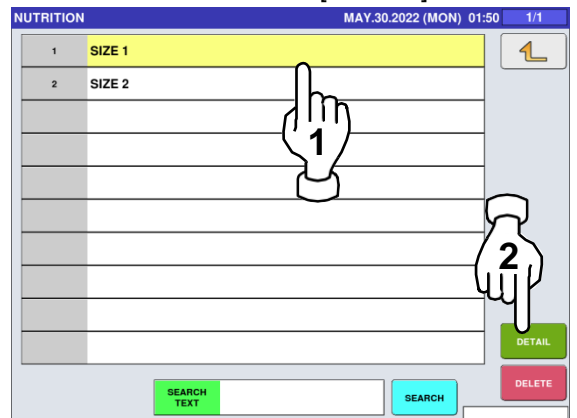 NUTRITION MAY.30.2022 (MON) 01:50 1/1
1 SIZE 1
2 SIZE 2
1
2
DETAIL
DELETE
SEARCH TEXT
SEARCH